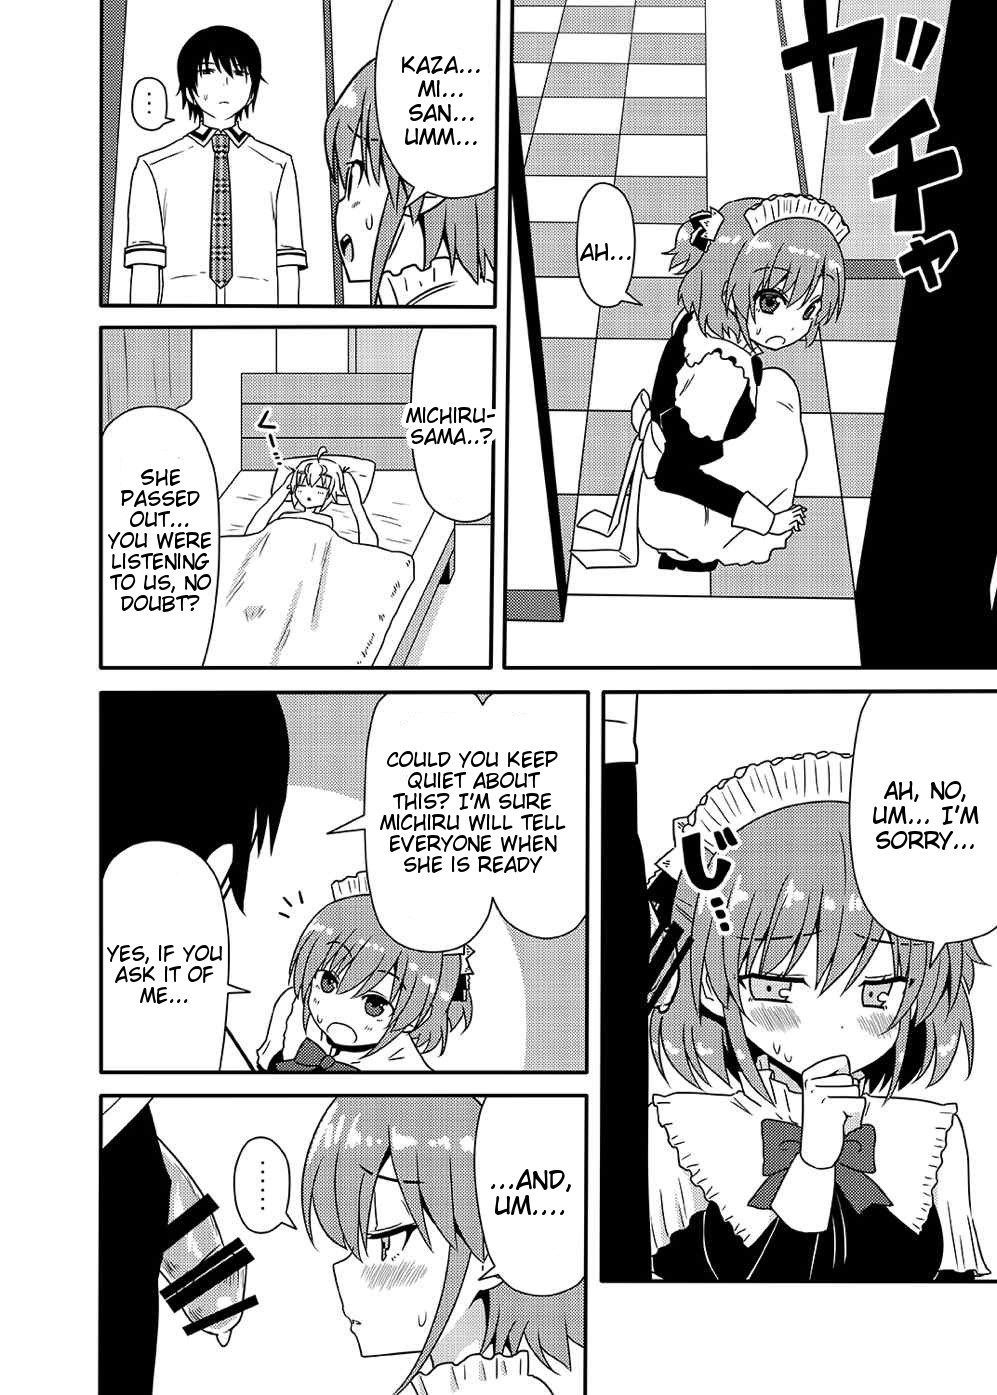 ガチャ
AH...
KAZA...
MI...
SAN...
UMM...
...
MICHIRU-
SAMA..?
く...
SHE
PASSED
OUT...
YOU WERE
LISTENING
TO US, NO
DOUBT?
AH, NO,
UM... I'M
SORRY...
じ...
COULD YOU KEEP
QUIET ABOUT
THIS? I'M SURE
MICHIRU WILL TELL
EVERYONE WHEN
SHE IS READY
YES, IF YOU
ASK IT OF
ME...
...AND,
UM....
....